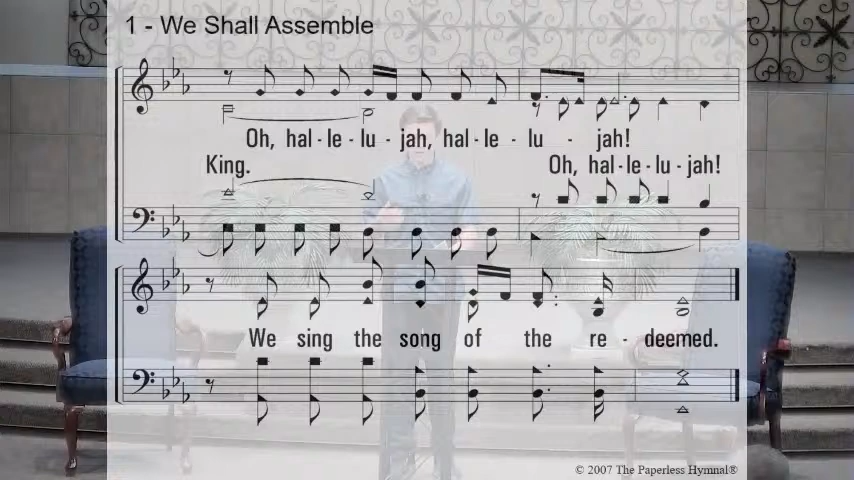 1 - We Shall Assemble
Oh, hal - le - lu - jah, hal - le - lu - jah!
King. Oh, hal - le - lu - jah!
We sing the song of the re - deemed.
© 2007 The Paperless Hymnal®